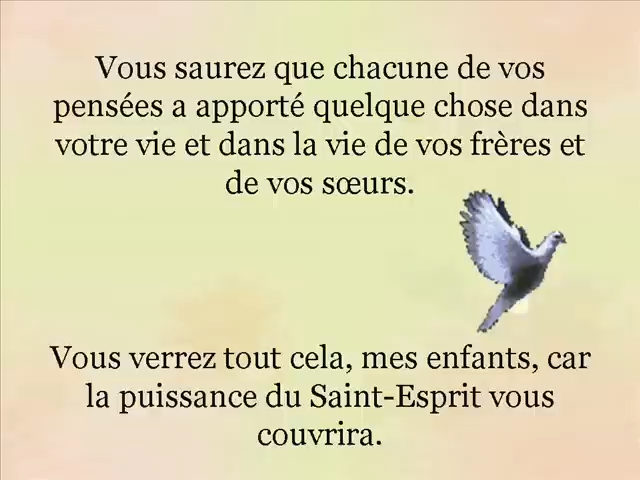 Vous saurez que chacune de vos
pensées a apporté quelque chose dans
votre vie et dans la vie de vos frères et
de vos sœurs.
Vous verrez tout cela, mes enfants, car
la puissance du Saint-Esprit vous
couvrira.